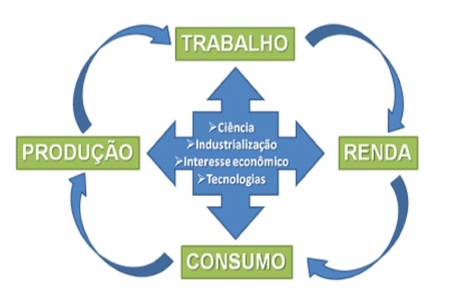 TRABALHO
➢Ciência
➢Industrialização
➢Interesse econômico
➢Tecnologias
PRODUÇÃO
RENDA
CONSUMO